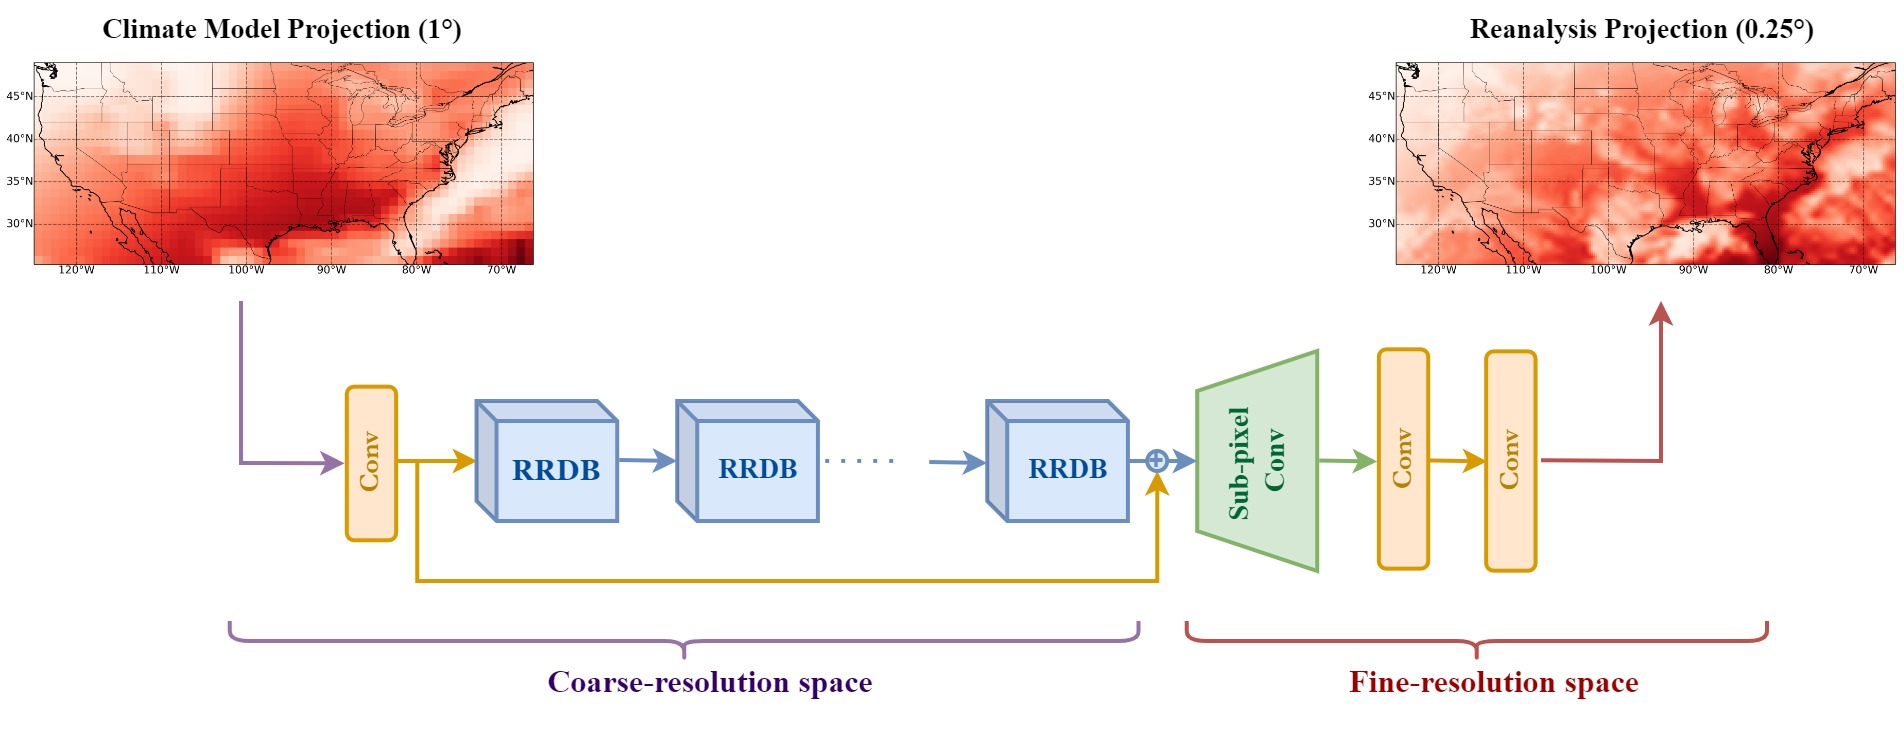 Climate Model Projection (1°)
Reanalysis Projection (0.25°)
45°N
40°N
35°N
30°N
120°W 110°W 100°W 90°W 80°W 70°W
45°N
40°N
35°N
30°N
120°W 110°W 100°W 90°W 80°W 70°W
Conv
RRDB
RRDB
RRDB
Sub-pixel
Conv
Conv
Conv
Coarse-resolution space
Fine-resolution space